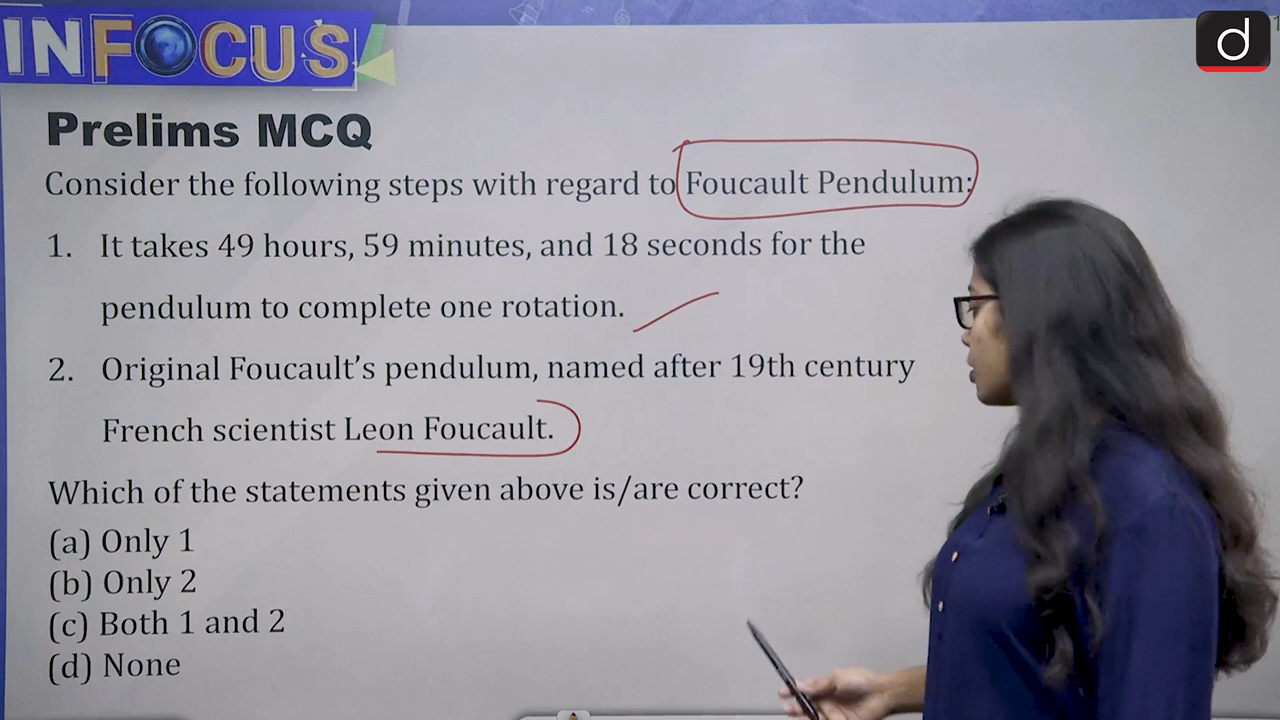 INFOCUS
d
1
Prelims MCQ
Consider the following steps with regard to Foucault Pendulum:
1. It takes 49 hours, 59 minutes, and 18 seconds for the
pendulum to complete one rotation.
2. Original Foucault’s pendulum, named after 19th century
French scientist Leon Foucault.
Which of the statements given above is/are correct?
(a) Only 1
(b) Only 2
(c) Both 1 and 2
(d) None